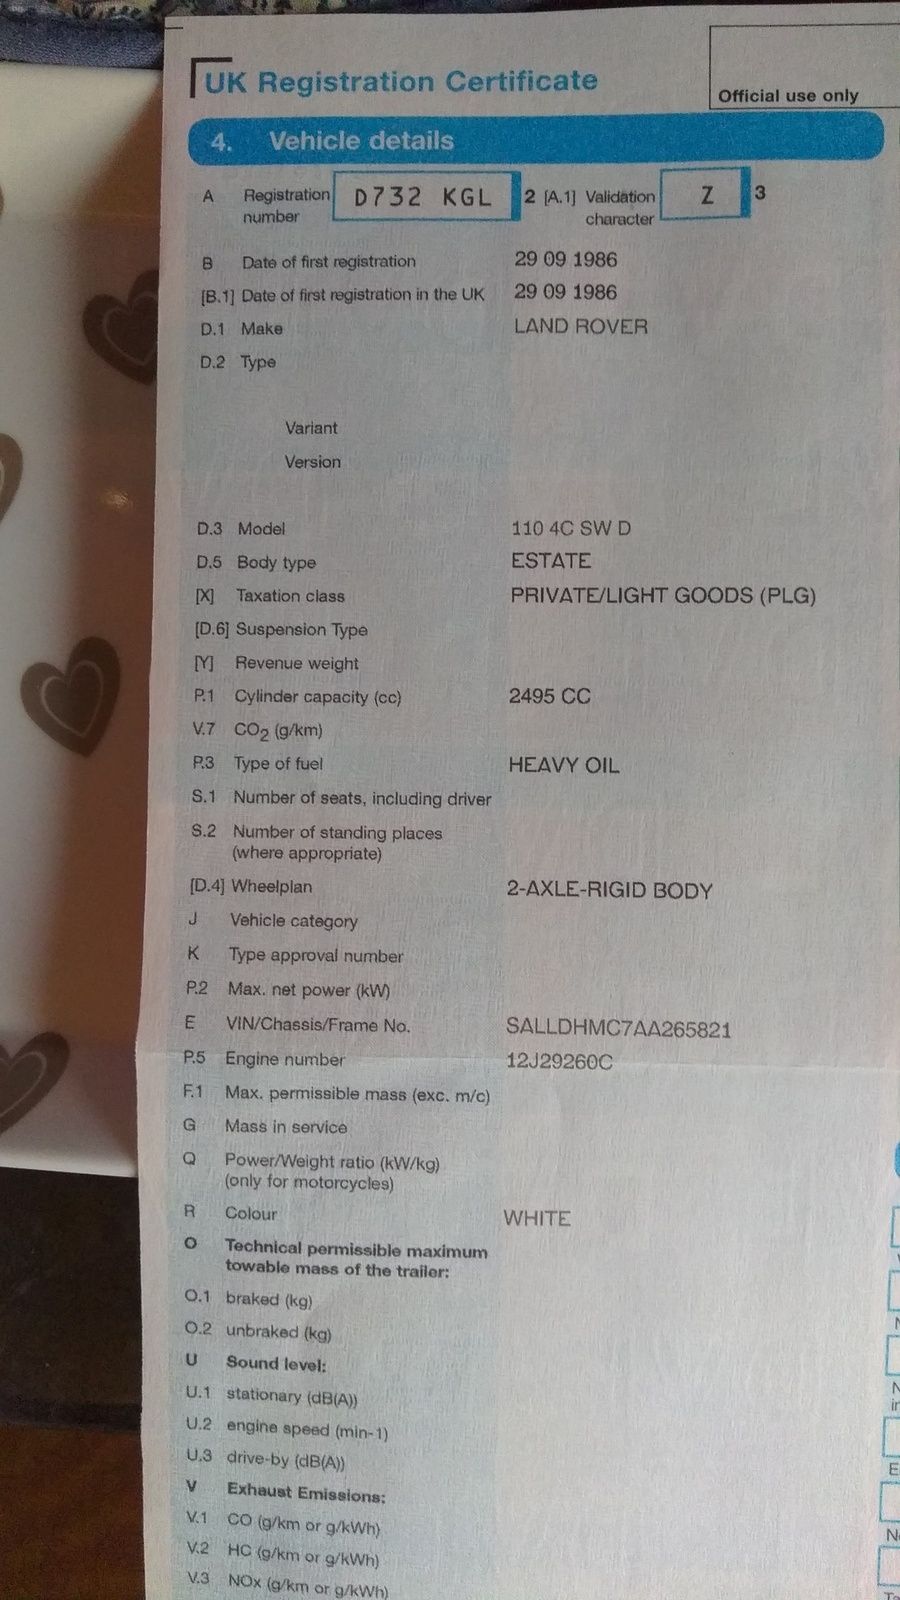 UK Registration Certificate
Official use only
4. Vehicle details
A Registration number D732 KGL 2 [A.1] Validation character Z 3
B Date of first registration 29 09 1986
[B.1] Date of first registration in the UK 29 09 1986
D.1 Make LAND ROVER
D.2 Type
Variant
Version
D.3 Model 110 4C SW D
D.5 Body type ESTATE
[X] Taxation class PRIVATE/LIGHT GOODS (PLG)
[D.6] Suspension Type
[Y] Revenue weight
P.1 Cylinder capacity (cc) 2495 CC
V.7 CO2 (g/km)
P.3 Type of fuel HEAVY OIL
S.1 Number of seats, including driver
S.2 Number of standing places
(where appropriate)
[D.4] Wheelplan 2-AXLE-RIGID BODY
J Vehicle category
K Type approval number
P.2 Max. net power (kW)
E VIN/Chassis/Frame No. SALLDHMC7AA265821
P.5 Engine number 12J29260C
F.1 Max. permissible mass (exc. m/c)
G Mass in service
Q Power/Weight ratio (kW/kg)
(only for motorcycles)
R Colour WHITE
O Technical permissible maximum
towable mass of the trailer:
O.1 braked (kg)
O.2 unbraked (kg)
U Sound level:
U.1 stationary (dB(A))
U.2 engine speed (min-1)
U.3 drive-by (dB(A))
V Exhaust Emissions:
V.1 CO (g/km or g/kWh)
V.2 HC (g/km or g/kWh)
V.3 NOx (g/km or g/kWh)